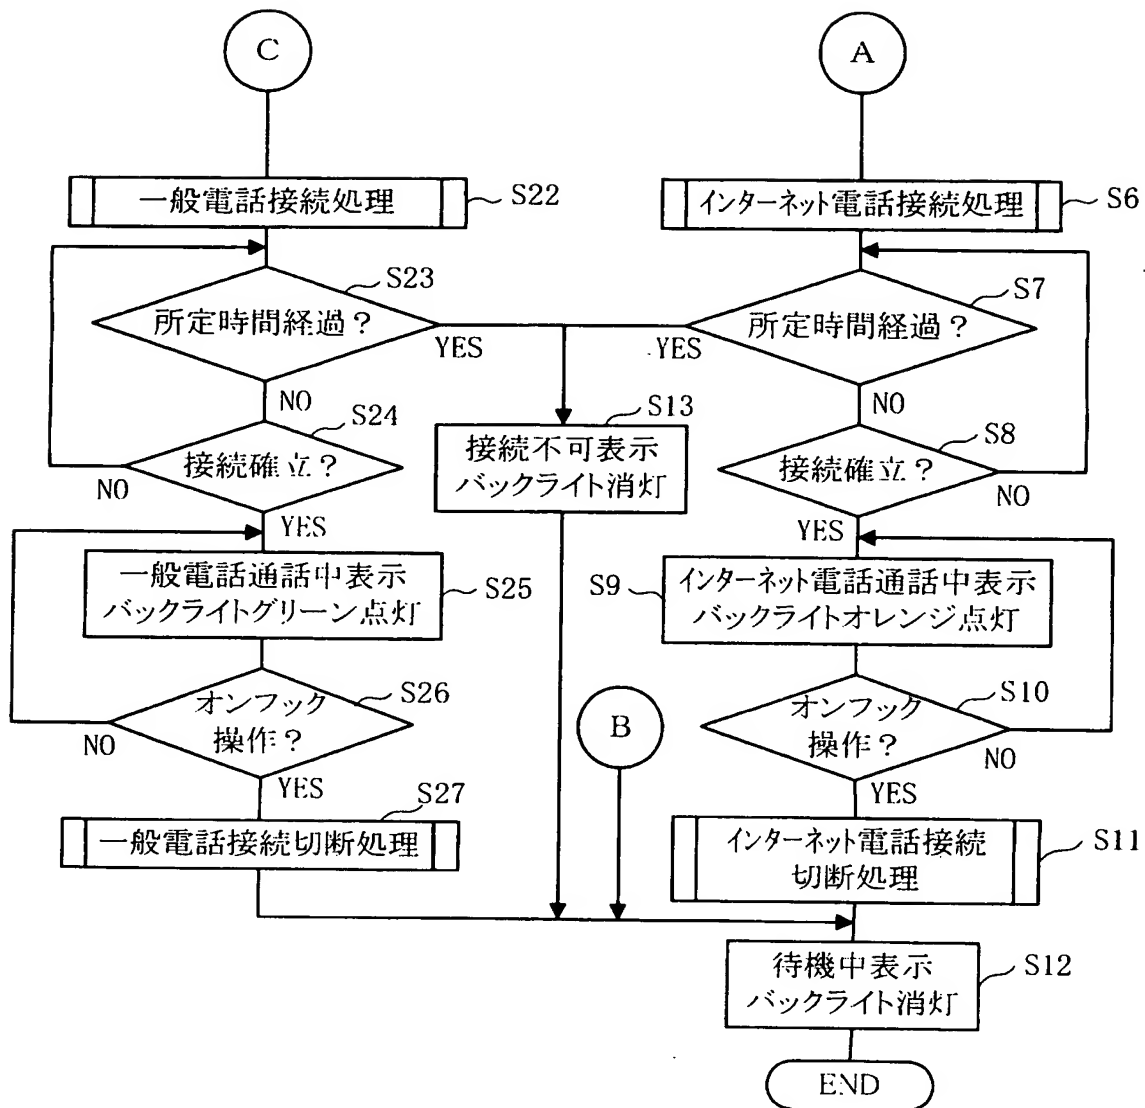 C
A
一般電話接続処理
S22
インターネット電話接続処理
S6
S23
所定時間経過?
YES
NO
S7
所定時間経過?
YES
NO
S24
接続確立?
NO
YES
S13
接続不可表示
バックライト消灯
S8
接続確立?
NO
YES
一般電話通話中表示
バックライトグリーン点灯
S25
S9
インターネット電話通話中表示
バックライトオレンジ点灯
S26
オンフック
操作?
NO
YES
B
S10
オンフック
操作?
NO
YES
S27
一般電話接続切断処理
インターネット電話接続
切断処理
S11
待機中表示
バックライト消灯
S12
END